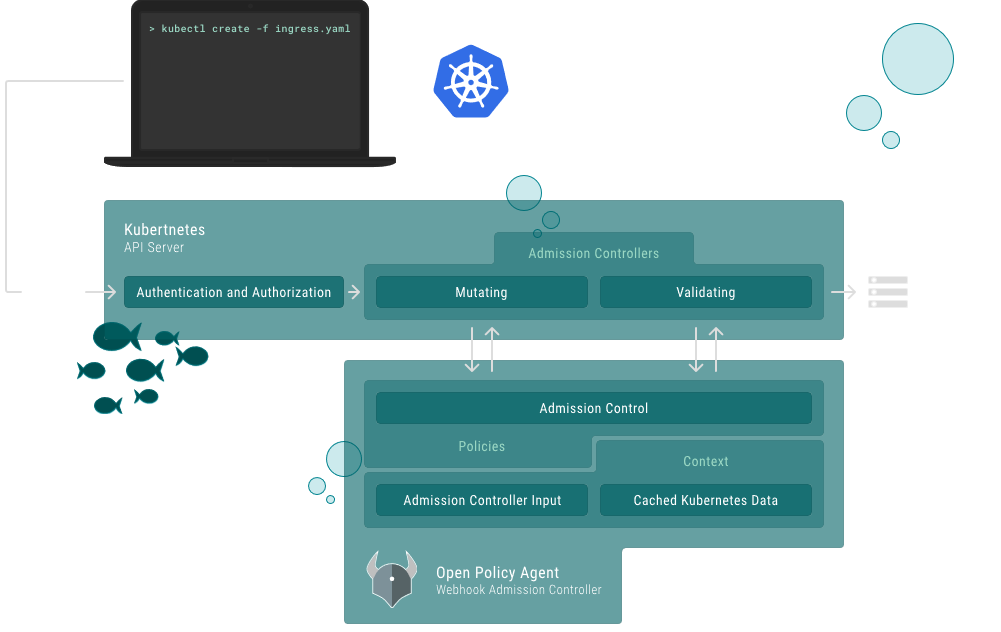 > kubectl create -f ingress.yaml
Kubertnetes
API Server
Admission Controllers
Authentication and Authorization
Mutating
Validating
Admission Control
Policies
Context
Admission Controller Input
Cached Kubernetes Data
Open Policy Agent
Webhook Admission Controller